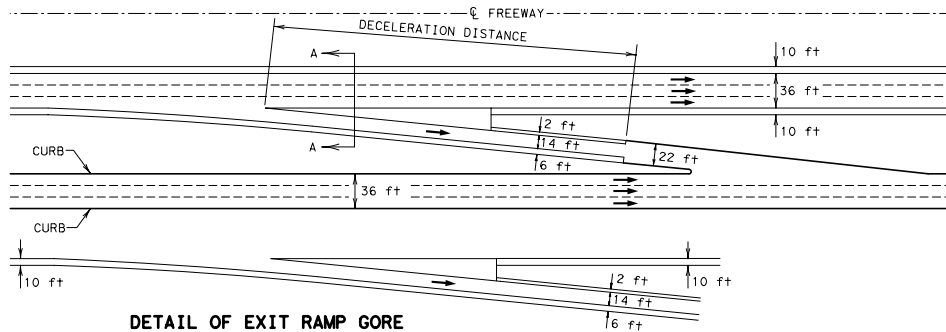 ℄ FREEWAY
DECELERATION DISTANCE
A
10 ft
36 ft
10 ft
2 ft
14 ft
6 ft
22 ft
A
CURB
36 ft
CURB
10 ft
2 ft
14 ft
6 ft
10 ft
DETAIL OF EXIT RAMP GORE